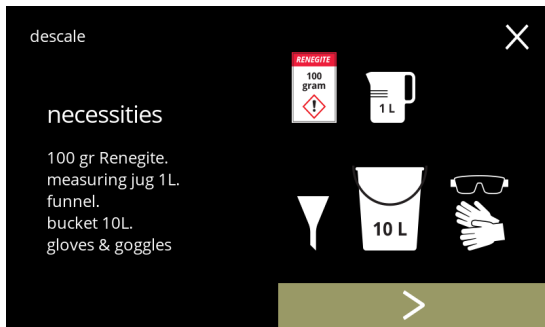 descale
necessities
100 gr Renegite.
measuring jug 1L.
funnel.
bucket 10L.
gloves & goggles
RENEGITE
100
gram
!
1 L
10 L